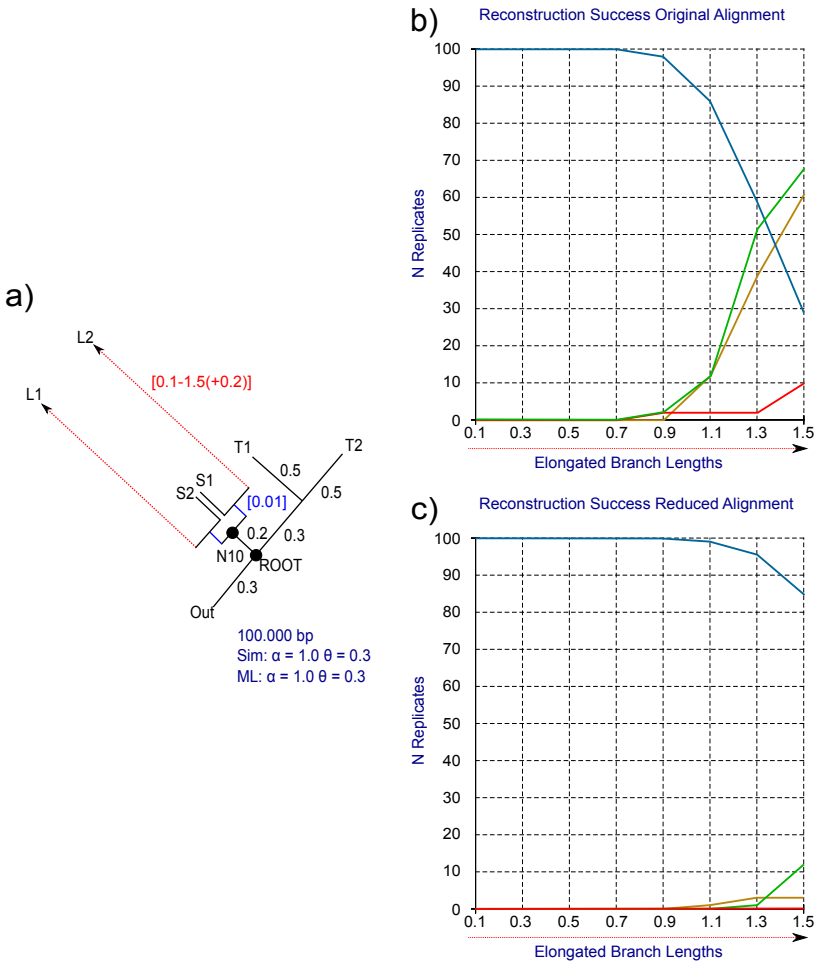 a)
L2
L1
[0.1-1.5(+0.2)]
T1
T2
S1
S2
0.5
0.5
[0.01]
0.2
0.3
N10
ROOT
0.3
Out
100.000 bp
Sim: α = 1.0 θ = 0.3
ML: α = 1.0 θ = 0.3
b)
Reconstruction Success Original Alignment
N Replicates
100
90
80
70
60
50
40
30
20
10
0
0.1 0.3 0.5 0.7 0.9 1.1 1.3 1.5
Elongated Branch Lengths
c)
Reconstruction Success Reduced Alignment
N Replicates
100
90
80
70
60
50
40
30
20
10
0
0.1 0.3 0.5 0.7 0.9 1.1 1.3 1.5
Elongated Branch Lengths